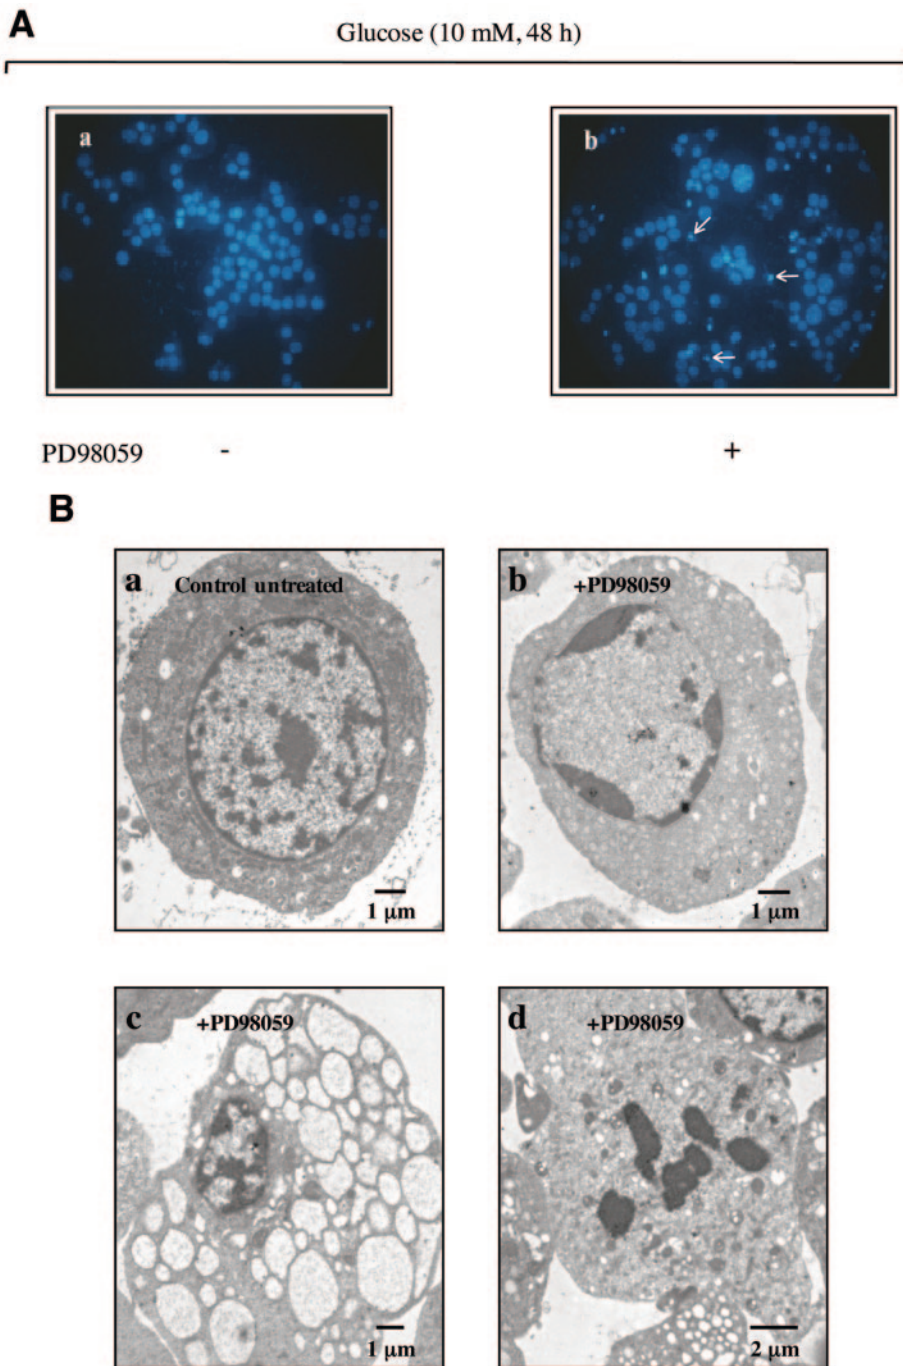 A
Glucose (10 mM, 48 h)
a
b
PD98059 - +
B
a Control untreated
b +PD98059
1 µm
1 µm
c +PD98059
d +PD98059
1 µm
2 µm